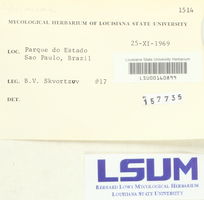 1514
MYCOLOGICAL HERBARIUM OF LOUISIANA STATE UNIVERSITY
25-XI-1969
LOC. Parque do Estado
Sao Paulo, Brazil
Louisiana State University Herbarium
LSU00140899
LEG. B.V. Skvortzov #17
157735
DET.
LSUM
BERNARD LOWY MYCOLOGICAL HERBARIUM
LOUISIANA STATE UNIVERSITY